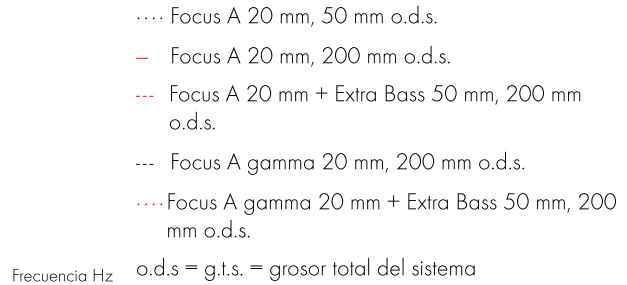 ···· Focus A 20 mm, 50 mm o.d.s.
— Focus A 20 mm, 200 mm o.d.s.
--- Focus A 20 mm + Extra Bass 50 mm, 200 mm
o.d.s.
--- Focus A gamma 20 mm, 200 mm o.d.s.
···· Focus A gamma 20 mm + Extra Bass 50 mm, 200
mm o.d.s.
Frecuencia Hz o.d.s = g.t.s. = grosor total del sistema